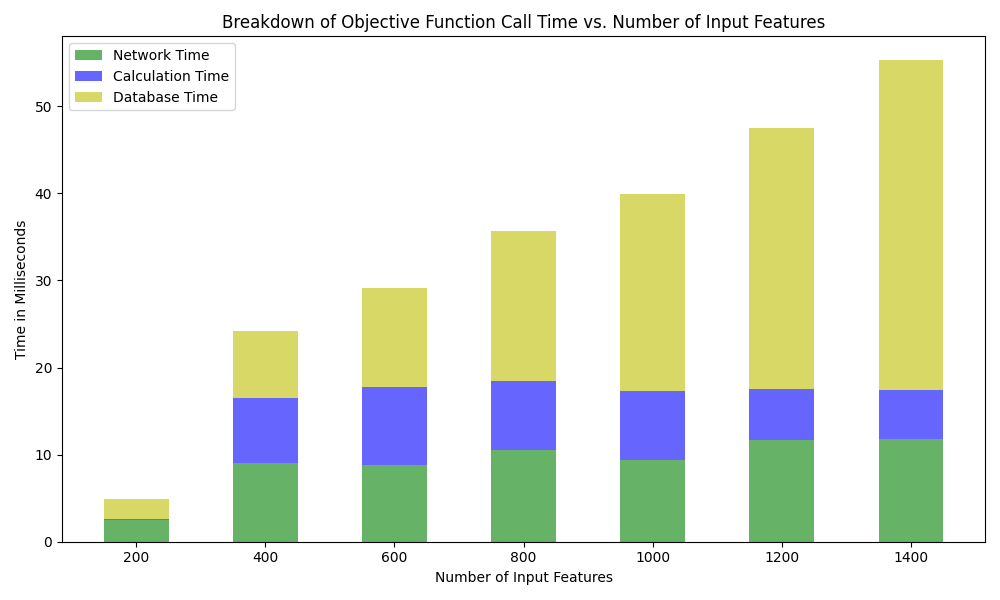 Breakdown of Objective Function Call Time vs. Number of Input Features
Network Time
Calculation Time
Database Time
Time in Milliseconds
50
40
30
20
10
0
200 400 600 800 1000 1200 1400
Number of Input Features